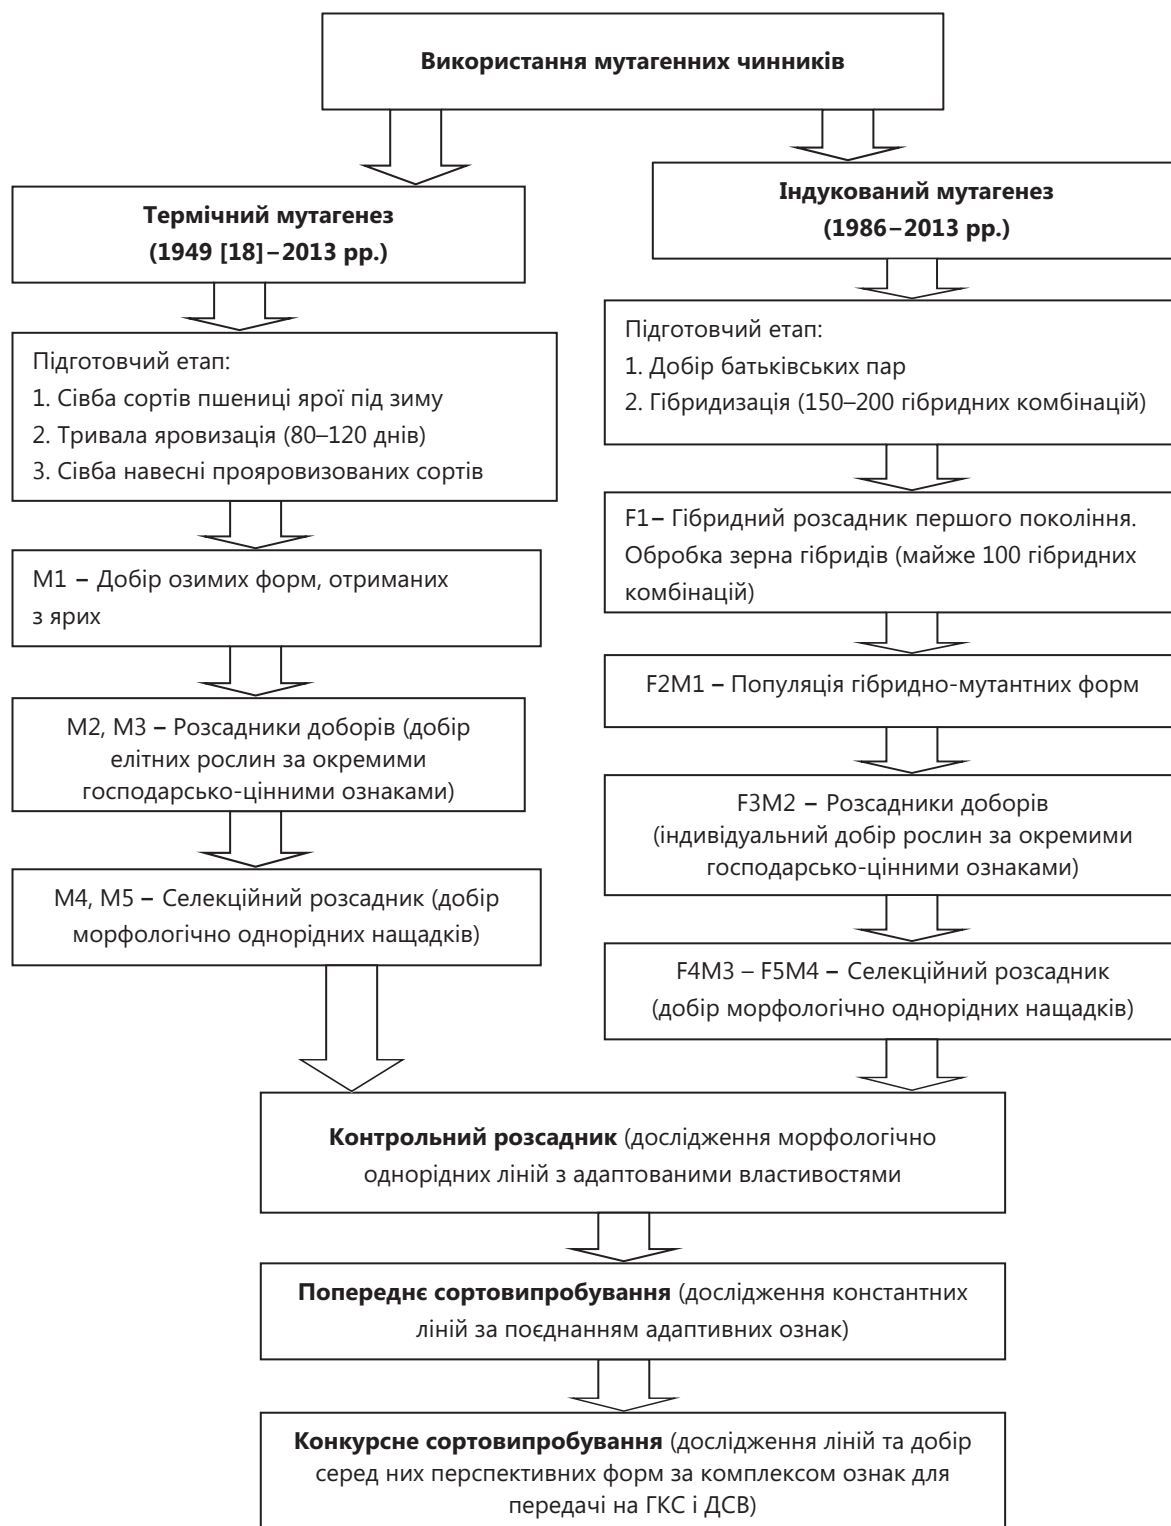 Використання мутагенних чинників
Термічний мутагенез
(1949 [18]–2013 рр.)
Підготовчий етап:
1. Сівба сортів пшениці ярої під зиму
2. Тривала яровизація (80–120 днів)
3. Сівба навесні прояровизованих сортів
М1 – Добір озимих форм, отриманих
з ярих
М2, М3 – Розсадники доборів (добір
елітних рослин за окремими
господарсько-цінними ознаками)
М4, М5 – Селекційний розсадник (добір
морфологічно однорідних нащадків)
Індукований мутагенез
(1986–2013 рр.)
Підготовчий етап:
1. Добір батьківських пар
2. Гібридизація (150–200 гібридних комбінацій)
F1– Гібридний розсадник першого покоління.
Обробка зерна гібридів (майже 100 гібридних
комбінацій)
F2M1 – Популяція гібридно-мутантних форм
F3M2 – Розсадники доборів
(індивідуальний добір рослин за окремими
господарсько-цінними ознаками)
F4M3 – F5M4 – Селекційний розсадник
(добір морфологічно однорідних нащадків)
Контрольний розсадник (дослідження морфологічно
однорідних ліній з адаптованими властивостями
Попереднє сортовипробування (дослідження константних
ліній за поєднанням адаптивних ознак)
Конкурсне сортовипробування (дослідження ліній та добір
серед них перспективних форм за комплексом ознак для
передачі на ГКС і ДСВ)